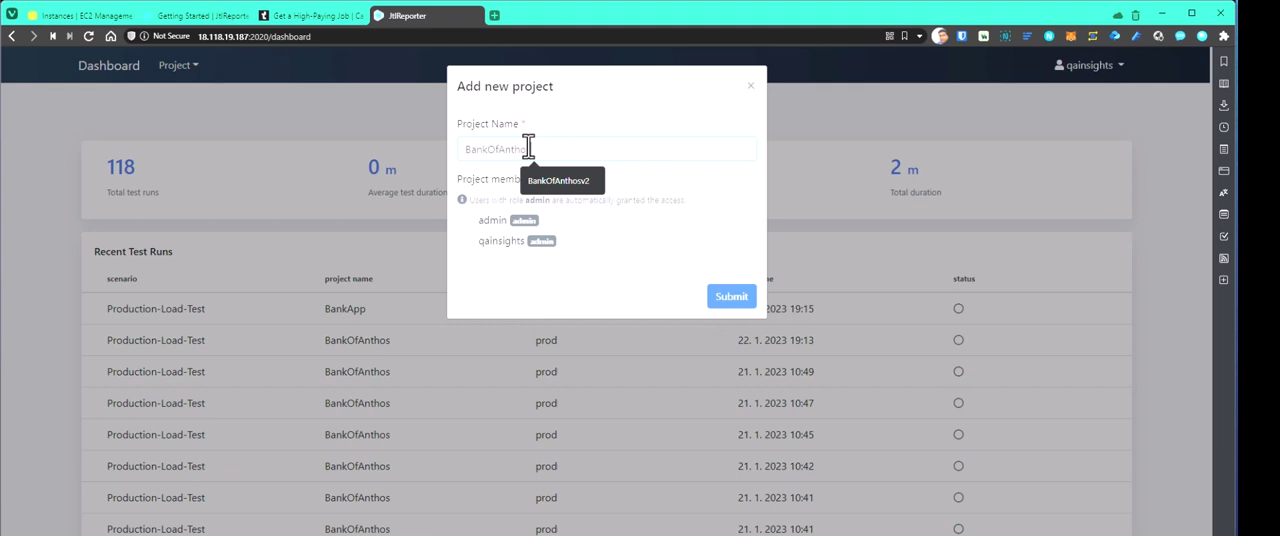 Instances | EC2 Manageme
Getting Started | JtlReporte
Get a High-Paying Job | Ca
JtlReporter
Not Secure 18.118.19.187:2020/dashboard
Dashboard Project qainsights
Add new project ×
Project Name *
BankOfAntho
BankOfAnthosv2
Project memb
Users with role admin are automatically granted the access.
admin admin
qainsights admin
Submit
118 0 m 2 m
Total test runs Average test duration Total duration
Recent Test Runs
scenario project name me status
Production-Load-Test BankApp 2023 19:15
Production-Load-Test BankOfAnthos prod 22. 1. 2023 19:13
Production-Load-Test BankOfAnthos prod 21. 1. 2023 10:49
Production-Load-Test BankOfAnthos prod 21. 1. 2023 10:47
Production-Load-Test BankOfAnthos prod 21. 1. 2023 10:45
Production-Load-Test BankOfAnthos prod 21. 1. 2023 10:42
Production-Load-Test BankOfAnthos prod 21. 1. 2023 10:41
Production-Load-Test BankOfAnthos prod 21. 1. 2023 10:41